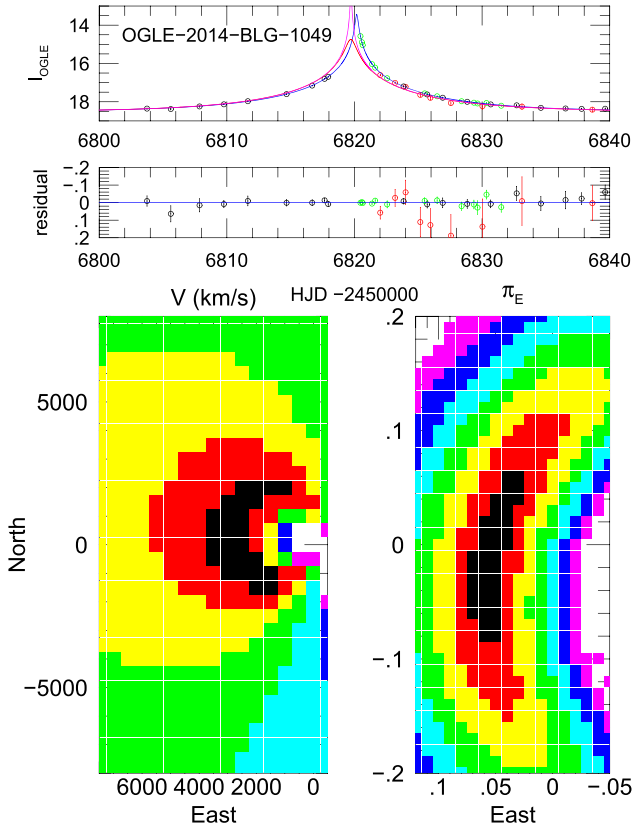 13
14
OGLE−2014−BLG−1049
I_OGLE
16
18
6800 6810 6820 6830 6840
residual
−.2
−.1
0
0.1
.2
6800 6810 6820 6830 6840
V (km/s) HJD −2450000 π_E
5000
North
0
−5000
6000 4000 2000 0
East
.2
.1
0
−.1
−.2
.1 .05 0 −.05
East